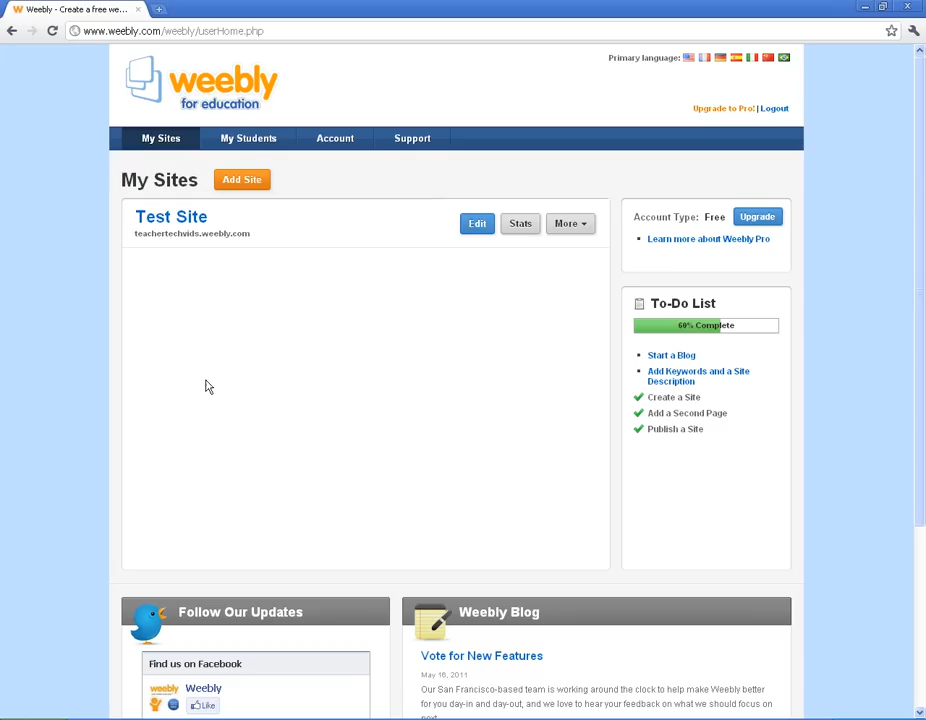 Weebly - Create a free we...
www.weebly.com/weebly/userHome.php
Primary language:
weebly
for education
Upgrade to Pro! | Logout
My Sites
My Students
Account
Support
My Sites
Add Site
Test Site
teachertechvids.weebly.com
Edit
Stats
More
Account Type: Free
Upgrade
Learn more about Weebly Pro
To-Do List
60% Complete
Start a Blog
Add Keywords and a Site
Description
Create a Site
Add a Second Page
Publish a Site
Follow Our Updates
Find us on Facebook
weebly
Weebly
Like
Weebly Blog
Vote for New Features
May 16, 2011
Our San Francisco-based team is working around the clock to help make Weebly better
for you day-in and day-out, and we love to hear your feedback on what we should focus on
next